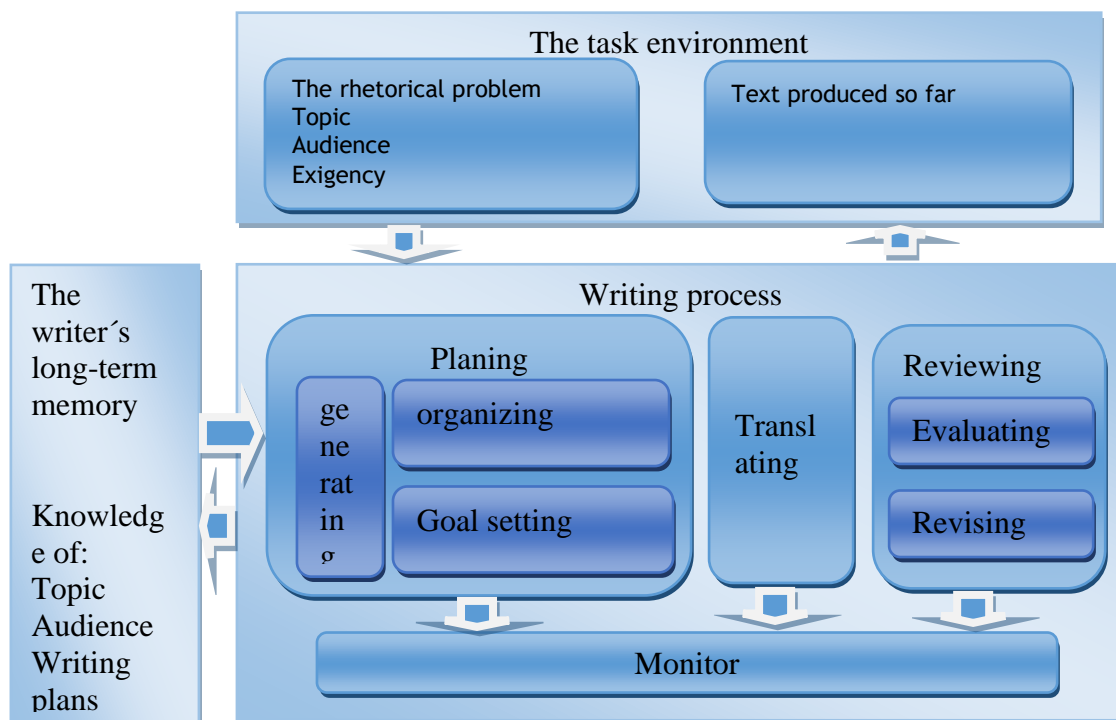 The task environment
The rhetorical problem
Topic
Audience
Exigency
Text produced so far
The
writer´s
long-term
memory
Knowledg
e of:
Topic
Audience
Writing
plans
Writing process
Planing
ge
ne
rat
in
g
organizing
Goal setting
Transl
ating
Reviewing
Evaluating
Revising
Monitor